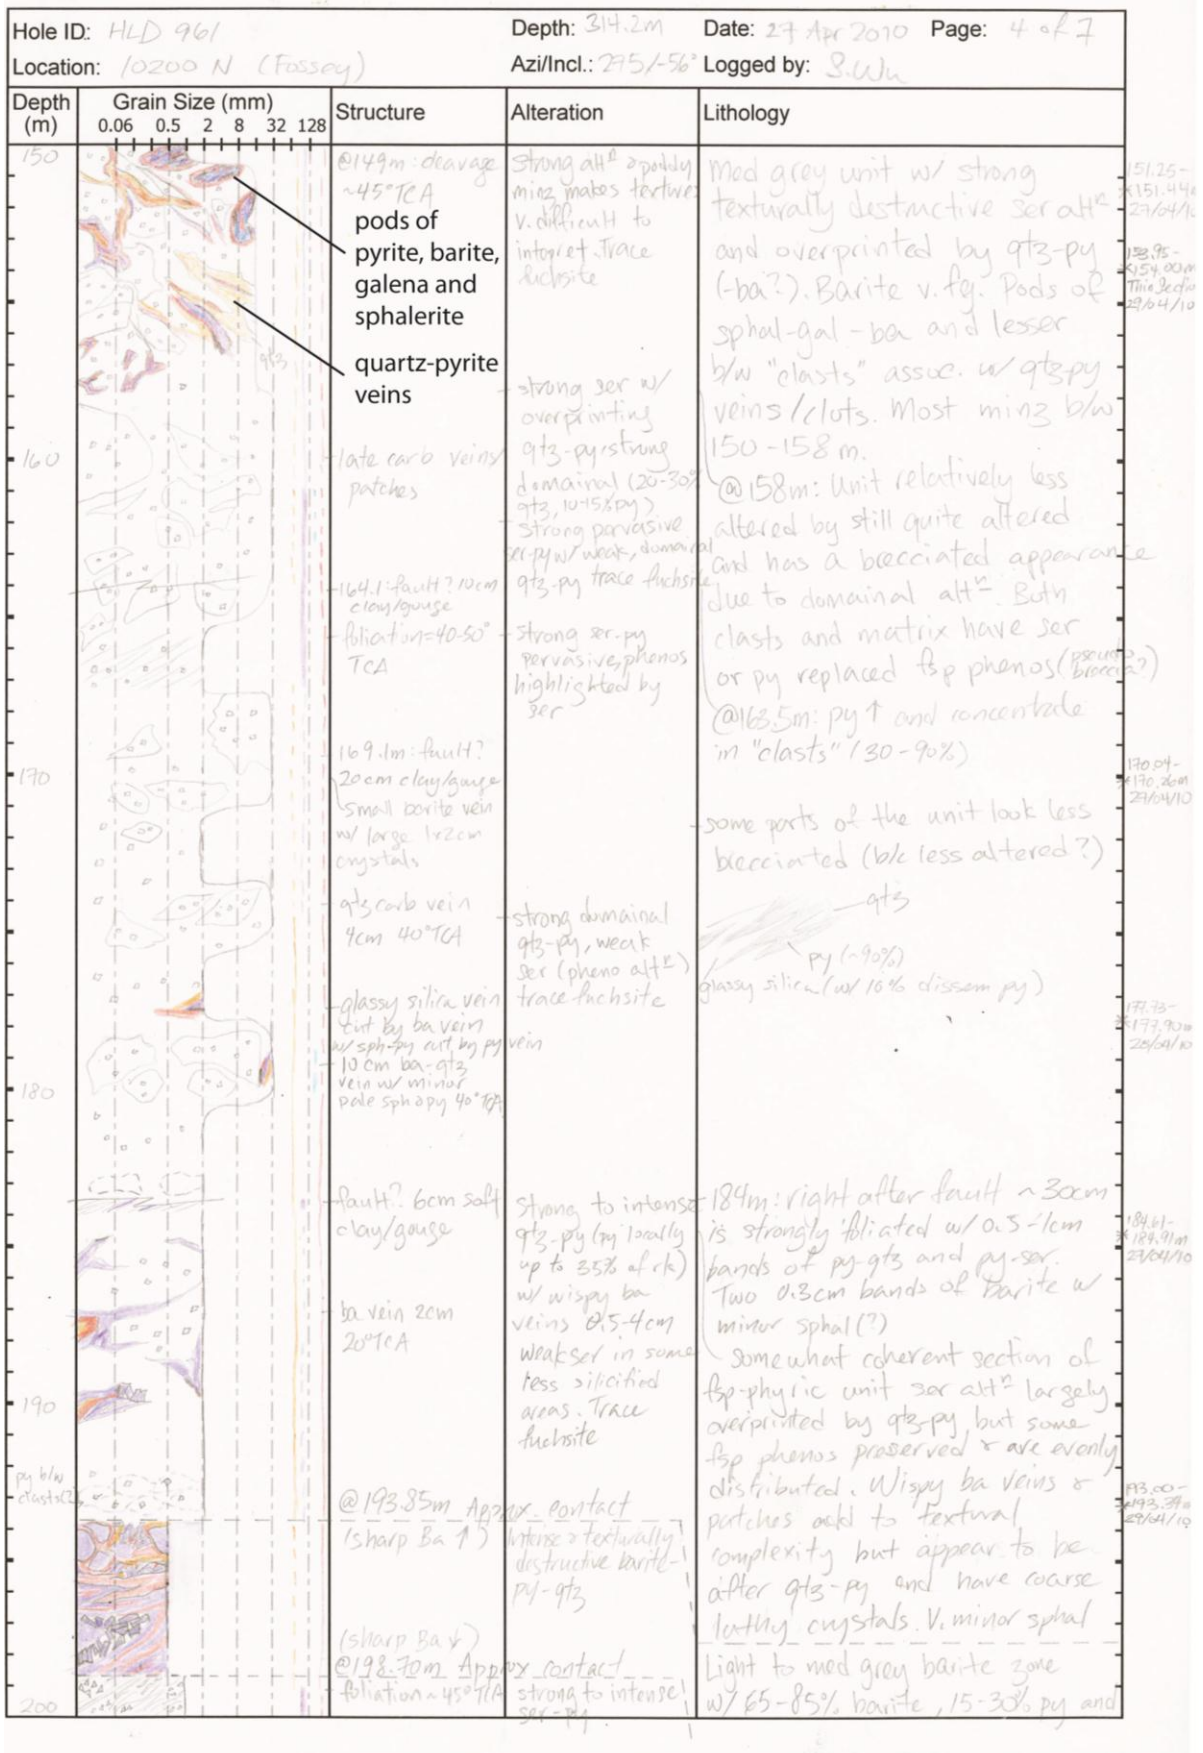 Hole ID: HLD 961
Depth: 314.2m
Date: 27 Apr 2010
Page: 4 of 7
Location: 10200 N (Fossey)
Azi/Incl.: 275/-56°
Logged by: S.Wu
Depth (m)
Grain Size (mm)
0.06 0.5 2 8 32 128
Structure
Alteration
Lithology
150
160
170
180
190
200
pods of
pyrite, barite,
galena and
sphalerite
quartz-pyrite
veins
qtz
py b/w
clasts(?)
@149m: cleavage
~45° TCA
late carb veins/
patches
164.1: fault? 10cm
clay/gouge
foliation=40-50°
TCA
169.1m: fault?
20cm clay/gouge
small barite vein
w/ large 1x2cm
crystals
qtz carb vein
4cm 40°TCA
glassy silica vein
cut by ba vein
w/ sph-py cut by py vein
10 cm ba-qtz
vein w/ minor
pale sph & py 40° TCA
fault? 6cm soft
clay/gouge
ba vein 2cm
20°TCA
@193.85m Approx. contact
(sharp Ba ↑)
(sharp Ba ↓)
@198.70m Approx contact
foliation ~45°TCA
strong altⁿ & poddy
minz makes textures
v. difficult to
interpret. Trace
fuchsite
strong ser w/
overprinting
qtz-py, strong
domainal (20-30%
qtz, 10-15% py)
strong pervasive
ser-py w/ weak, domainal
qtz-py trace fuchsite
strong ser-py
pervasive, phenos
highlighted by
ser
strong domainal
qtz-py, weak
ser (pheno altⁿ)
trace fuchsite
Strong to intense
qtz-py (py locally
up to 35% of rk)
w/ wispy ba
veins 0.5-4cm
weak ser in some
less silicified
areas. Trace
fuchsite
Intense & texturally
destructive barite-
py-qtz
strong to intense
ser-py
Med grey unit w/ strong
texturally destructive ser altⁿ
and overprinted by qtz-py
(-ba?). Barite v. fg. Pods of
sphal-gal-ba and lesser
b/w "clasts" assoc. w/ qtz-py
veins/clots. Most minz b/w
150-158m.
@158m: Unit relatively less
altered by still quite altered
and has a brecciated appearance
due to domainal altⁿ. Both
clasts and matrix have ser
or py replaced fsp phenos (pseudo breccia?)
@163.5m: py ↑ and concentrate
in "clasts" (30-90%)
some parts of the unit look less
brecciated (b/c less altered?)
qtz
py (~90%)
glassy silica (w/ 10% dissem py)
184m: right after fault ~30cm
is strongly foliated w/ 0.5-1cm
bands of py-qtz and py-ser.
Two 0.3cm bands of Barite w
minor sphal(?)
Somewhat coherent section of
fsp-phyric unit ser altⁿ largely
overprinted by qtz-py, but some
fsp phenos preserved & are evenly
distributed. Wispy ba veins &
patches add to textural
complexity but appear to be
after qtz-py and have coarse
lathy crystals. V. minor sphal
Light to med grey barite zone
w/ 65-85% barite, 15-30% py and
151.25-
*151.44m
27/04/10
153.95-
*154.00m
Thin Section
29/04/10
170.04-
*170.26m
29/04/10
177.73-
*177.90m
184.61-
*184.91m
27/04/10
193.00-
29/04/10